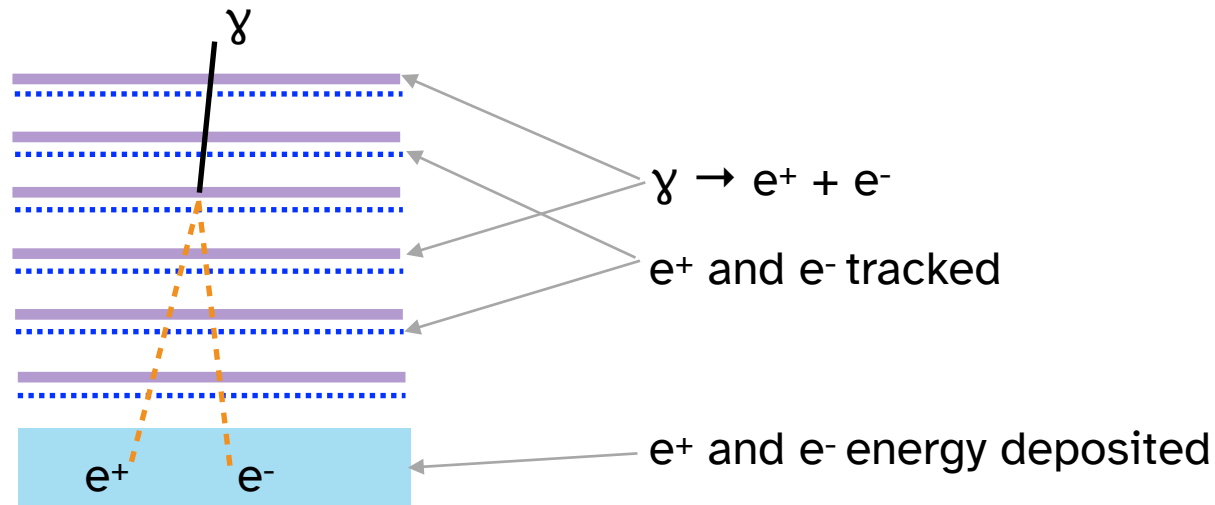 γ
γ → e⁺ + e⁻
e⁺ and e⁻ tracked
e⁺ and e⁻ energy deposited
e⁺ e⁻